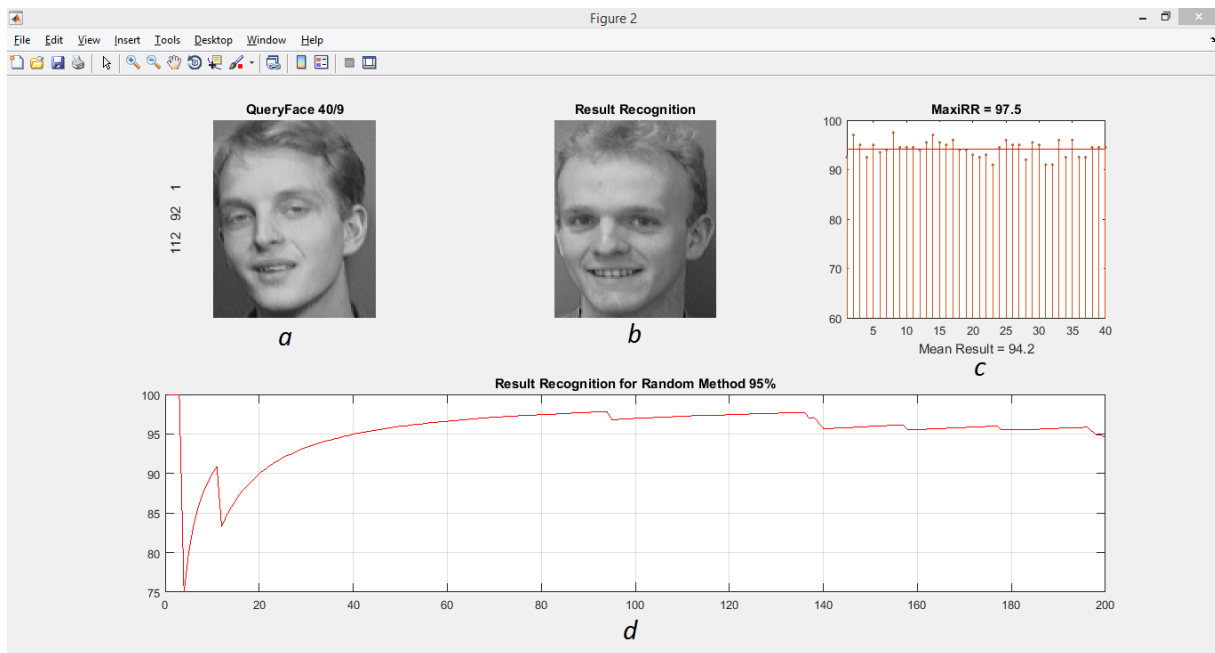 Figure 2
File Edit View Insert Tools Desktop Window Help
QueryFace 40/9
112 92 1
a
Result Recognition
b
MaxiRR = 97.5
100
90
80
70
60
5 10 15 20 25 30 35 40
Mean Result = 94.2
c
Result Recognition for Random Method 95%
100
95
90
85
80
75
0 20 40 60 80 100 120 140 160 180 200
d